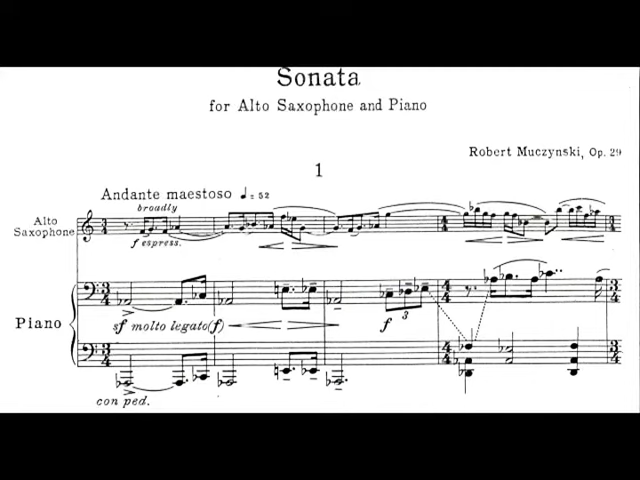 Sonata
for Alto Saxophone and Piano
Robert Muczynski, Op. 29
1
Andante maestoso ♩= 52
broadly
Alto
Saxophone
f espress.
Piano
sf molto legato(f)
f
3
con ped.